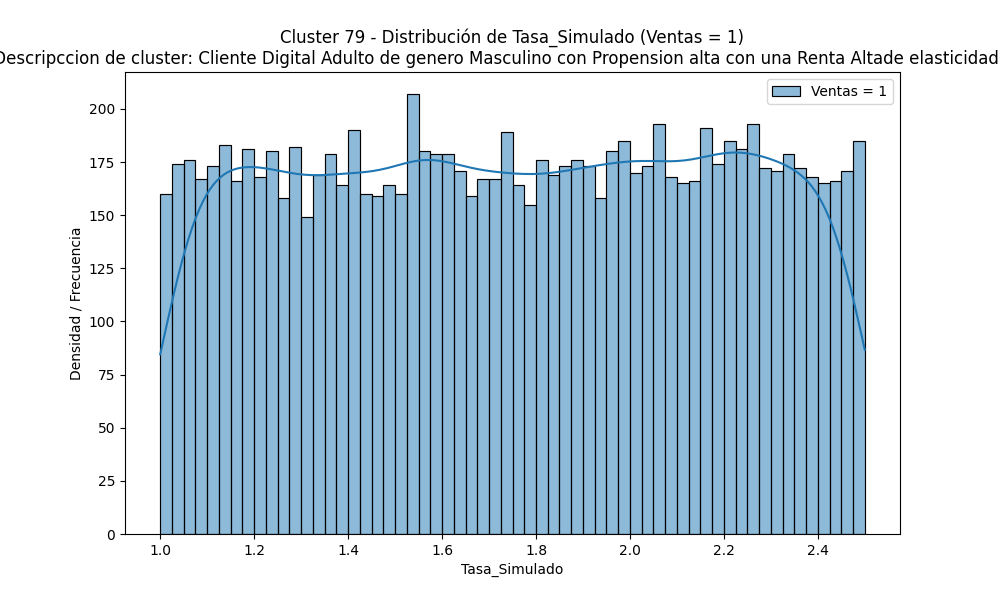 Cluster 79 - Distribución de Tasa_Simulado (Ventas = 1)
Descripccion de cluster: Cliente Digital Adulto de genero Masculino con Propension alta con una Renta Altade elasticidad
Ventas = 1
Densidad / Frecuencia
200
175
150
125
100
75
50
25
0
1.0 1.2 1.4 1.6 1.8 2.0 2.2 2.4
Tasa_Simulado